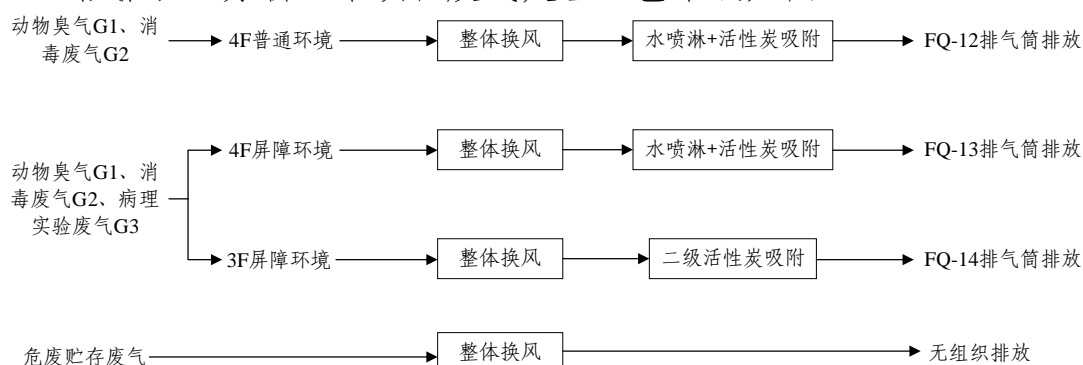 动物臭气G1、消
毒废气G2
4F普通环境
整体换风
水喷淋+活性炭吸附
FQ-12排气筒排放
动物臭气G1、消
毒废气G2、病理
实验废气G3
4F屏障环境
整体换风
水喷淋+活性炭吸附
FQ-13排气筒排放
3F屏障环境
整体换风
二级活性炭吸附
FQ-14排气筒排放
危废贮存废气
整体换风
无组织排放